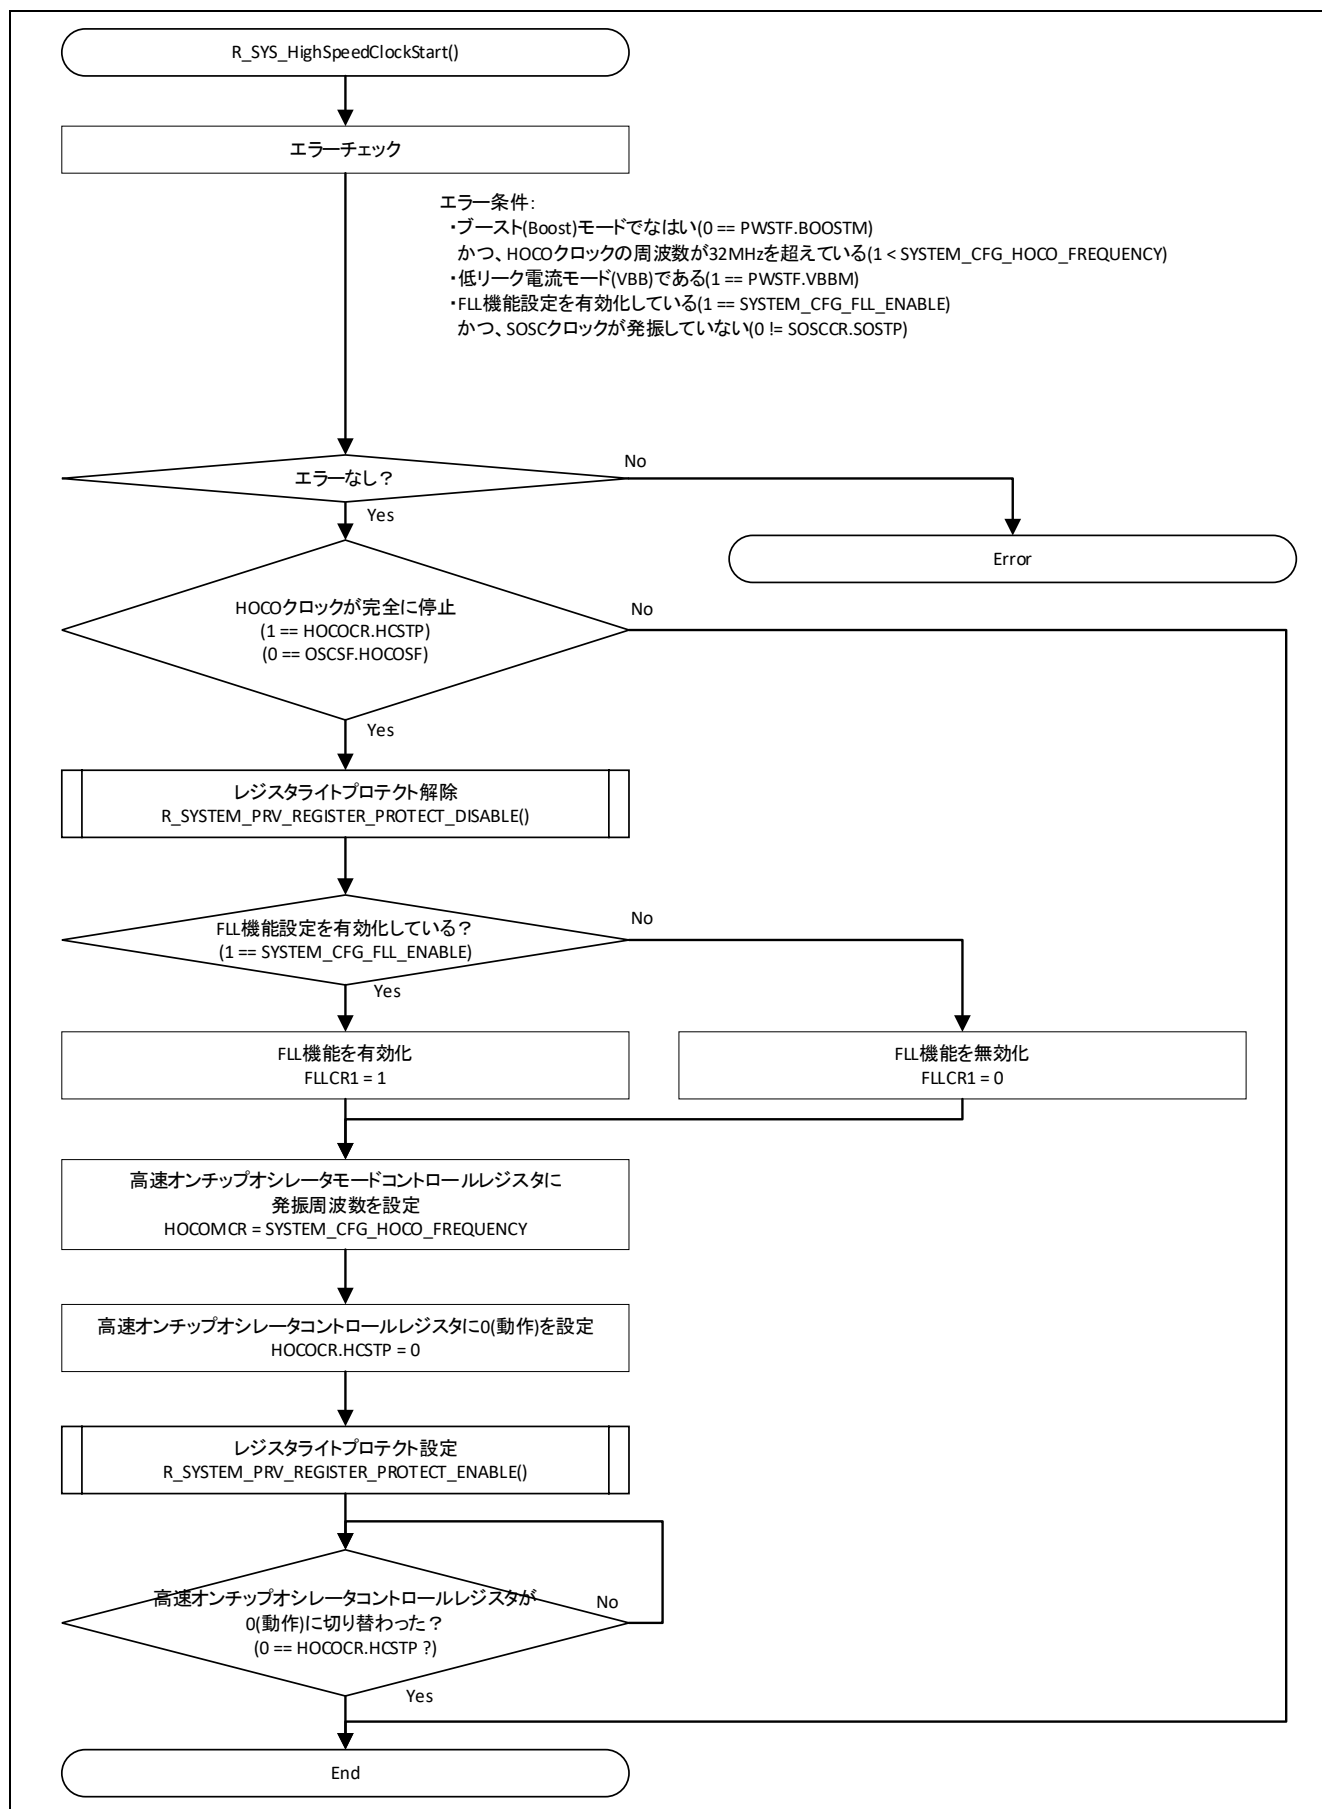 R_SYS_HighSpeedClockStart()
エラーチェック
エラー条件:
・ブースト(Boost)モードでなはい(0 == PWSTF.BOOSTM)
かつ、HOCOクロックの周波数が32MHzを超えている(1 < SYSTEM_CFG_HOCO_FREQUENCY)
・低リーク電流モード(VBB)である(1 == PWSTF.VBBM)
・FLL機能設定を有効化している(1 == SYSTEM_CFG_FLL_ENABLE)
かつ、SOSCクロックが発振していない(0 != SOSCCR.SOSTP)
エラーなし？
No
Yes
Error
HOCOクロックが完全に停止
(1 == HOCOCR.HCSTP)
(0 == OSCSF.HOCOSF)
No
Yes
レジスタライトプロテクト解除
R_SYSTEM_PRV_REGISTER_PROTECT_DISABLE()
FLL機能設定を有効化している？
(1 == SYSTEM_CFG_FLL_ENABLE)
No
Yes
FLL機能を有効化
FLLCR1 = 1
FLL機能を無効化
FLLCR1 = 0
高速オンチップオシレータモードコントロールレジスタに
発振周波数を設定
HOCOMCR = SYSTEM_CFG_HOCO_FREQUENCY
高速オンチップオシレータコントロールレジスタに0(動作)を設定
HOCOCR.HCSTP = 0
レジスタライトプロテクト設定
R_SYSTEM_PRV_REGISTER_PROTECT_ENABLE()
高速オンチップオシレータコントロールレジスタが
0(動作)に切り替わった？
(0 == HOCOCR.HCSTP ?)
No
Yes
End